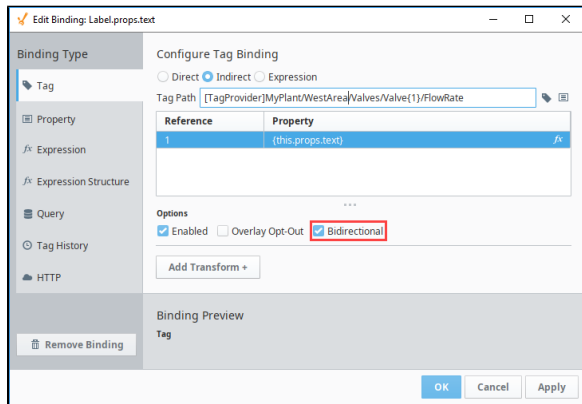 Edit Binding: Label.props.text
Binding Type
Configure Tag Binding
Direct Indirect Expression
Tag
Tag Path [TagProvider]MyPlant/WestArea/Valves/Valve{1}/FlowRate
Reference Property
Property
1 {this.props.text} fx
fx Expression
fx Expression Structure
Query
Options
Enabled Overlay Opt-Out Bidirectional
Tag History
Add Transform +
HTTP
Binding Preview
Tag
Remove Binding
OK Cancel Apply